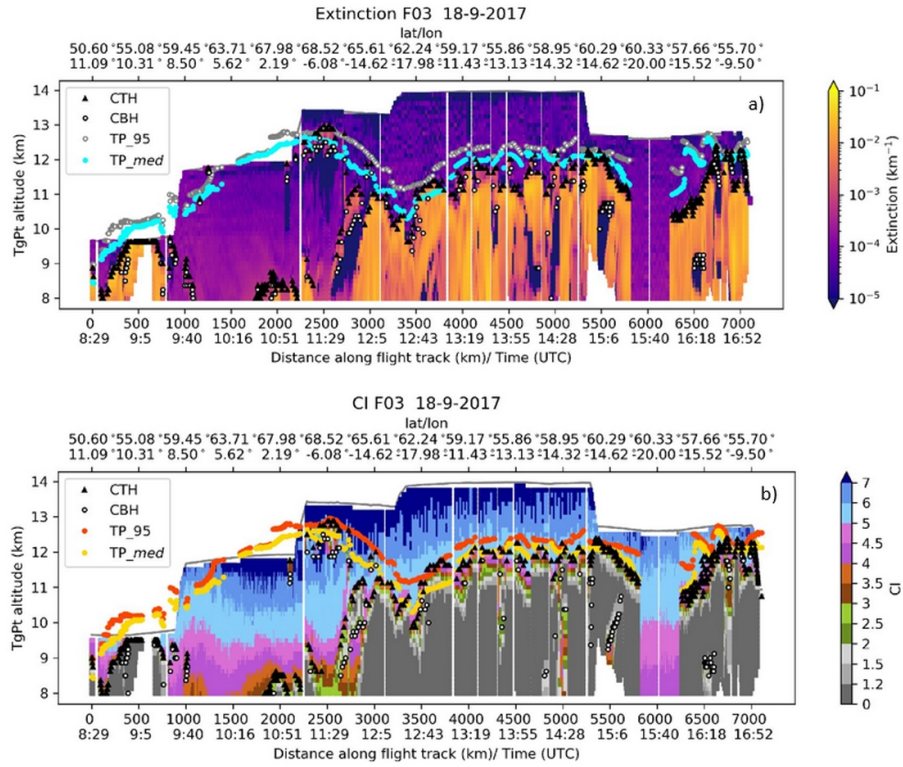 Extinction F03 18-9-2017
lat/lon
50.60 °55.08 °59.45 °63.71 °67.98 °68.52 °65.61 °62.24 °59.17 °55.86 °58.95 °60.29 °60.33 °57.66 °55.70 °
11.09 °10.31 ° 8.50 ° 5.62 ° 2.19 ° -6.08 °-14.62 °-17.98 °-11.43 °-13.13 °-14.32 °-14.62 °-20.00 °-15.52 ° -9.50 °
a)
CTH
CBH
TP_95
TP_med
TgPt altitude (km)
14
13
12
11
10
9
8
0 500 1000 1500 2000 2500 3000 3500 4000 4500 5000 5500 6000 6500 7000
8:29 9:5 9:40 10:16 10:51 11:29 12:5 12:43 13:19 13:55 14:28 15:6 15:40 16:18 16:52
Distance along flight track (km)/ Time (UTC)
10⁻¹
10⁻²
10⁻³
10⁻⁴
10⁻⁵
Extinction (km⁻¹)
CI F03 18-9-2017
lat/lon
50.60 °55.08 °59.45 °63.71 °67.98 °68.52 °65.61 °62.24 °59.17 °55.86 °58.95 °60.29 °60.33 °57.66 °55.70 °
11.09 °10.31 ° 8.50 ° 5.62 ° 2.19 ° -6.08 °-14.62 °-17.98 °-11.43 °-13.13 °-14.32 °-14.62 °-20.00 °-15.52 ° -9.50 °
b)
CTH
CBH
TP_95
TP_med
TgPt altitude (km)
14
13
12
11
10
9
8
0 500 1000 1500 2000 2500 3000 3500 4000 4500 5000 5500 6000 6500 7000
8:29 9:5 9:40 10:16 10:51 11:29 12:5 12:43 13:19 13:55 14:28 15:6 15:40 16:18 16:52
Distance along flight track (km)/ Time (UTC)
7
6
5
4.5
4
3.5
3
2.5
2
1.5
1.2
0
CI